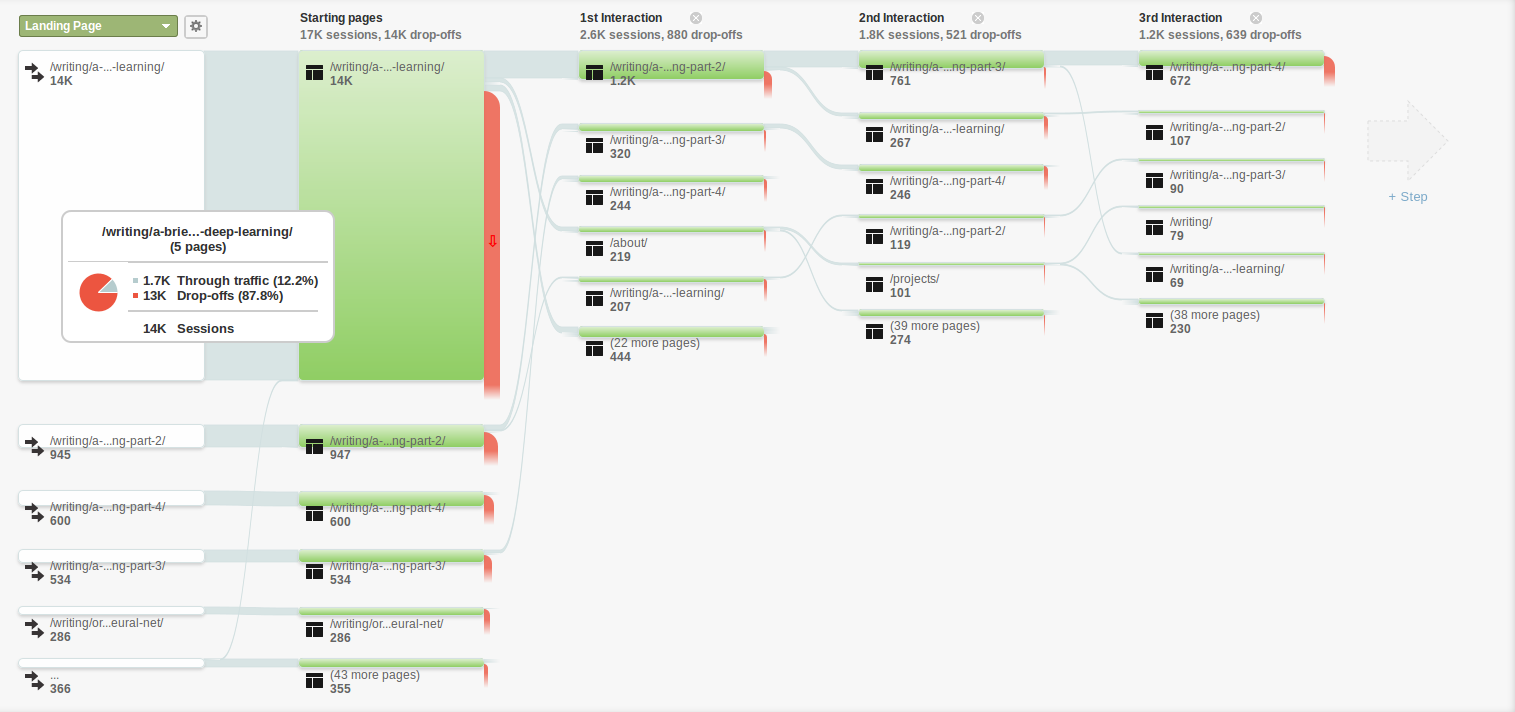 Landing Page
Starting pages
17K sessions, 14K drop-offs
1st Interaction
2.6K sessions, 880 drop-offs
2nd Interaction
1.8K sessions, 521 drop-offs
3rd Interaction
1.2K sessions, 639 drop-offs
/writing/a-...-learning/
14K
/writing/a-brie...-deep-learning/
(5 pages)
1.7K Through traffic (12.2%)
13K Drop-offs (87.8%)
14K Sessions
/writing/a-...ng-part-2/
945
/writing/a-...ng-part-4/
600
/writing/a-...ng-part-3/
534
/writing/or...eural-net/
286
...
366
/writing/a-...-learning/
14K
/writing/a-...ng-part-2/
947
/writing/a-...ng-part-4/
600
/writing/a-...ng-part-3/
534
/writing/or...eural-net/
286
(43 more pages)
355
/writing/a-...ng-part-2/
1.2K
/writing/a-...ng-part-3/
320
/writing/a-...ng-part-4/
244
/about/
219
/writing/a-...-learning/
207
(22 more pages)
444
/writing/a-...ng-part-3/
761
/writing/a-...-learning/
267
/writing/a-...ng-part-4/
246
/writing/a-...ng-part-2/
119
/projects/
101
(39 more pages)
274
/writing/a-...ng-part-4/
672
/writing/a-...ng-part-2/
107
/writing/a-...ng-part-3/
90
/writing/
79
/writing/a-...-learning/
69
(38 more pages)
230
+ Step